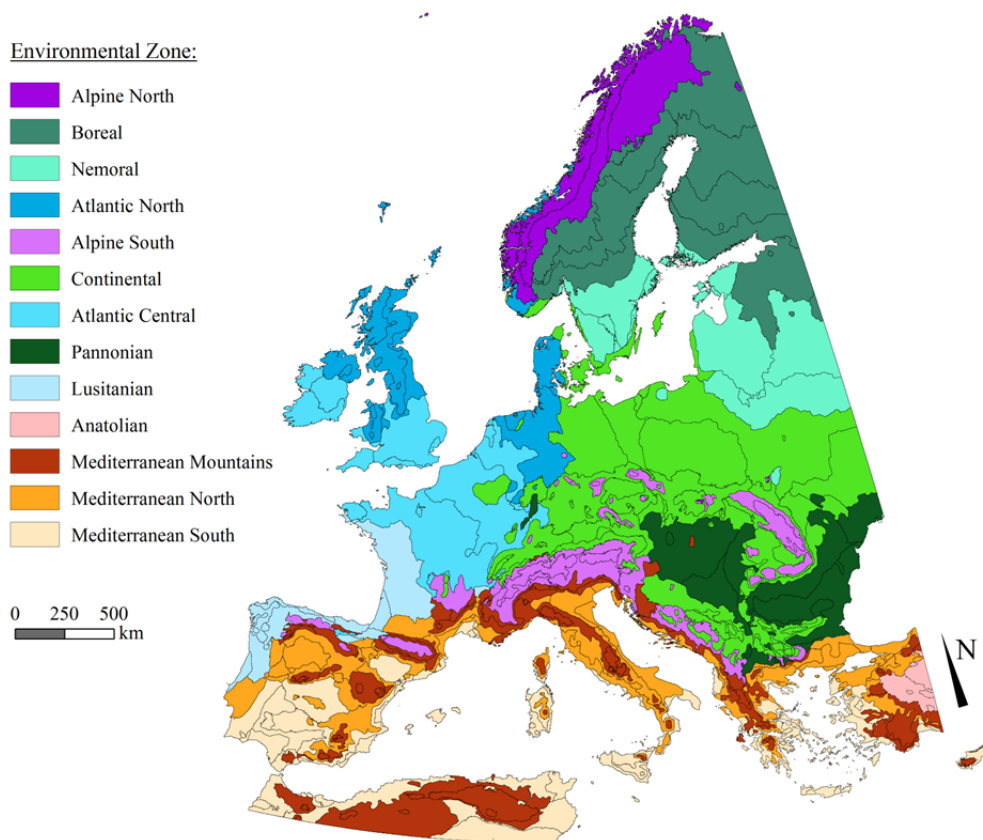 Environmental Zone:
Alpine North
Boreal
Nemoral
Atlantic North
Alpine South
Continental
Atlantic Central
Pannonian
Lusitanian
Anatolian
Mediterranean Mountains
Mediterranean North
Mediterranean South
0 250 500
km
N